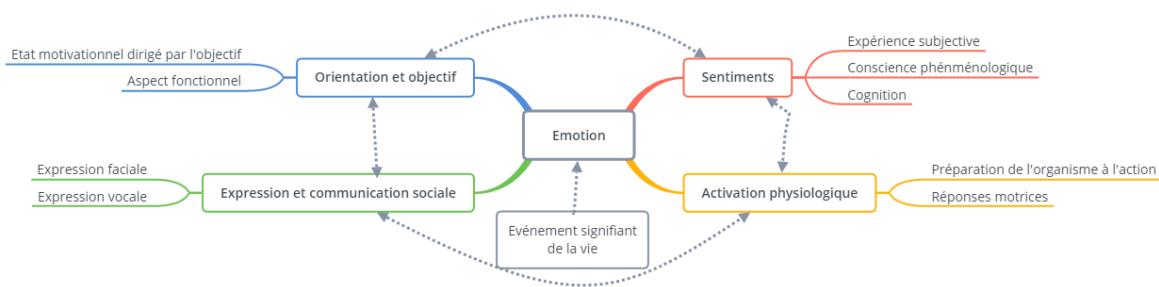 Etat motivationnel dirigé par l'objectif
Aspect fonctionnel
Orientation et objectif
Sentiments
Expérience subjective
Conscience phénménologique
Cognition
Emotion
Expression faciale
Expression vocale
Expression et communication sociale
Activation physiologique
Préparation de l'organisme à l'action
Réponses motrices
Evénement signifiant
de la vie